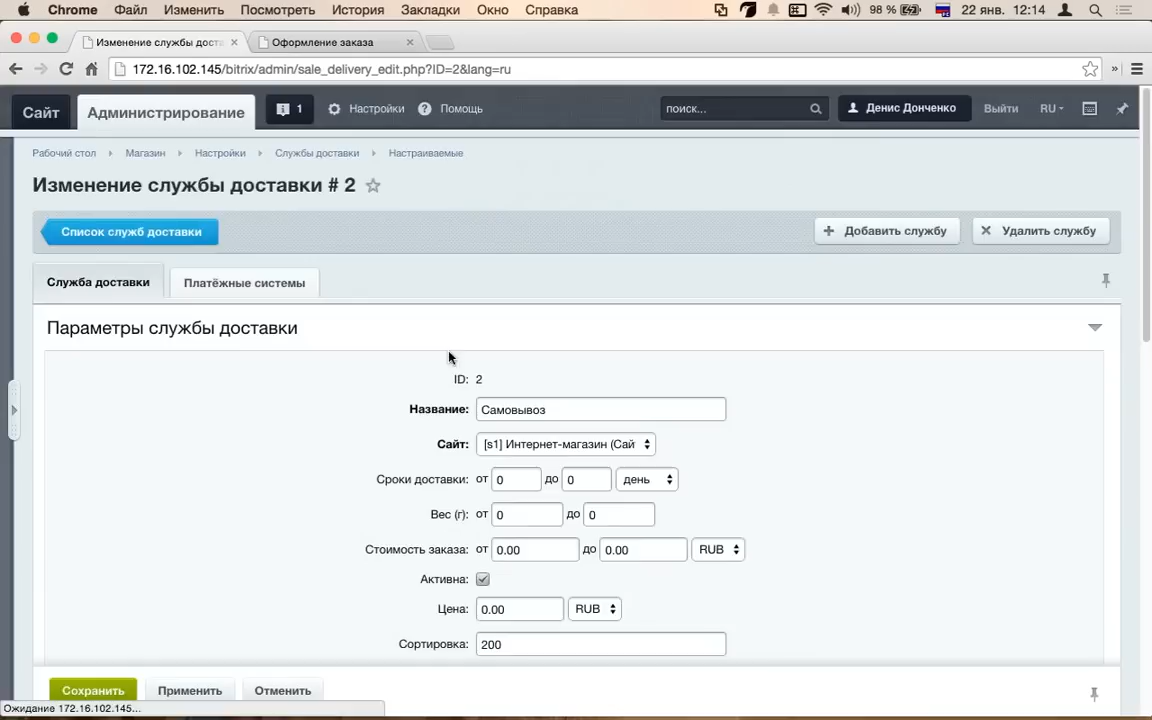 Chrome Файл Изменить Посмотреть История Закладки Окно Справка 98 % 22 янв. 12:14
Изменение службы доста Оформление заказа
172.16.102.145/bitrix/admin/sale_delivery_edit.php?ID=2&lang=ru
Сайт Администрирование 1 Настройки Помощь поиск... Денис Донченко Выйти RU
Рабочий стол Магазин Настройки Службы доставки Настраиваемые
Изменение службы доставки # 2
Список служб доставки Добавить службу Удалить службу
Служба доставки Платёжные системы
Параметры службы доставки
ID: 2
Название: Самовывоз
Сайт: [s1] Интернет-магазин (Сай
Сроки доставки: от 0 до 0 день
Вес (г): от 0 до 0
Стоимость заказа: от 0.00 до 0.00 RUB
Активна:
Цена: 0.00 RUB
Сортировка: 200
Сохранить Применить Отменить
Ожидание 172.16.102.145...